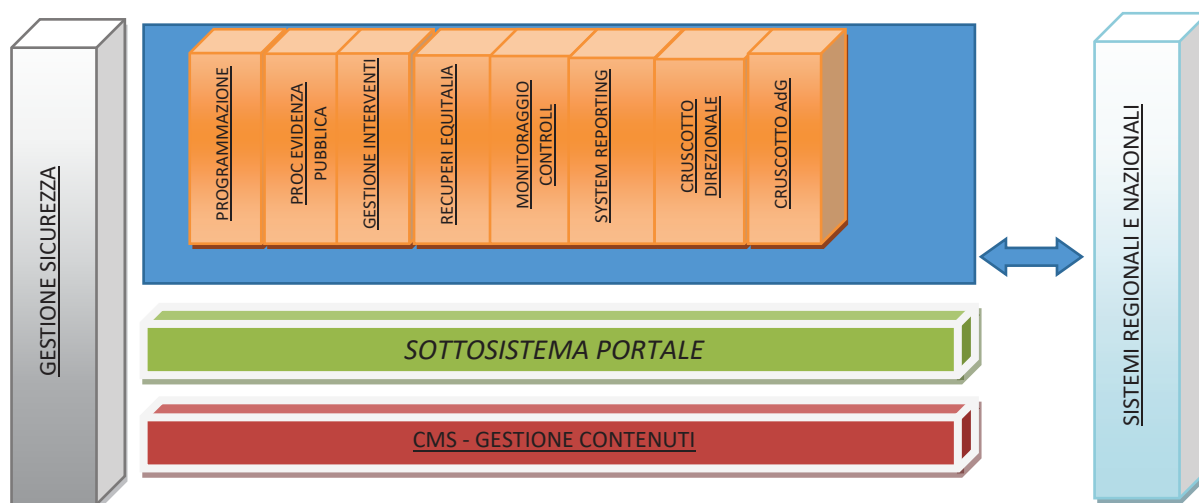 GESTIONE SICUREZZA
PROGRAMMAZIONE
PROC EVIDENZA
PUBBLICA
GESTIONE INTERVENTI
RECUPERI EQUITALIA
MONITORAGGIO
CONTROLL
SYSTEM REPORTING
CRUSCOTTO
DIREZIONALE
CRUSCOTTO AdG
SISTEMI REGIONALI E NAZIONALI
SOTTOSISTEMA PORTALE
CMS - GESTIONE CONTENUTI